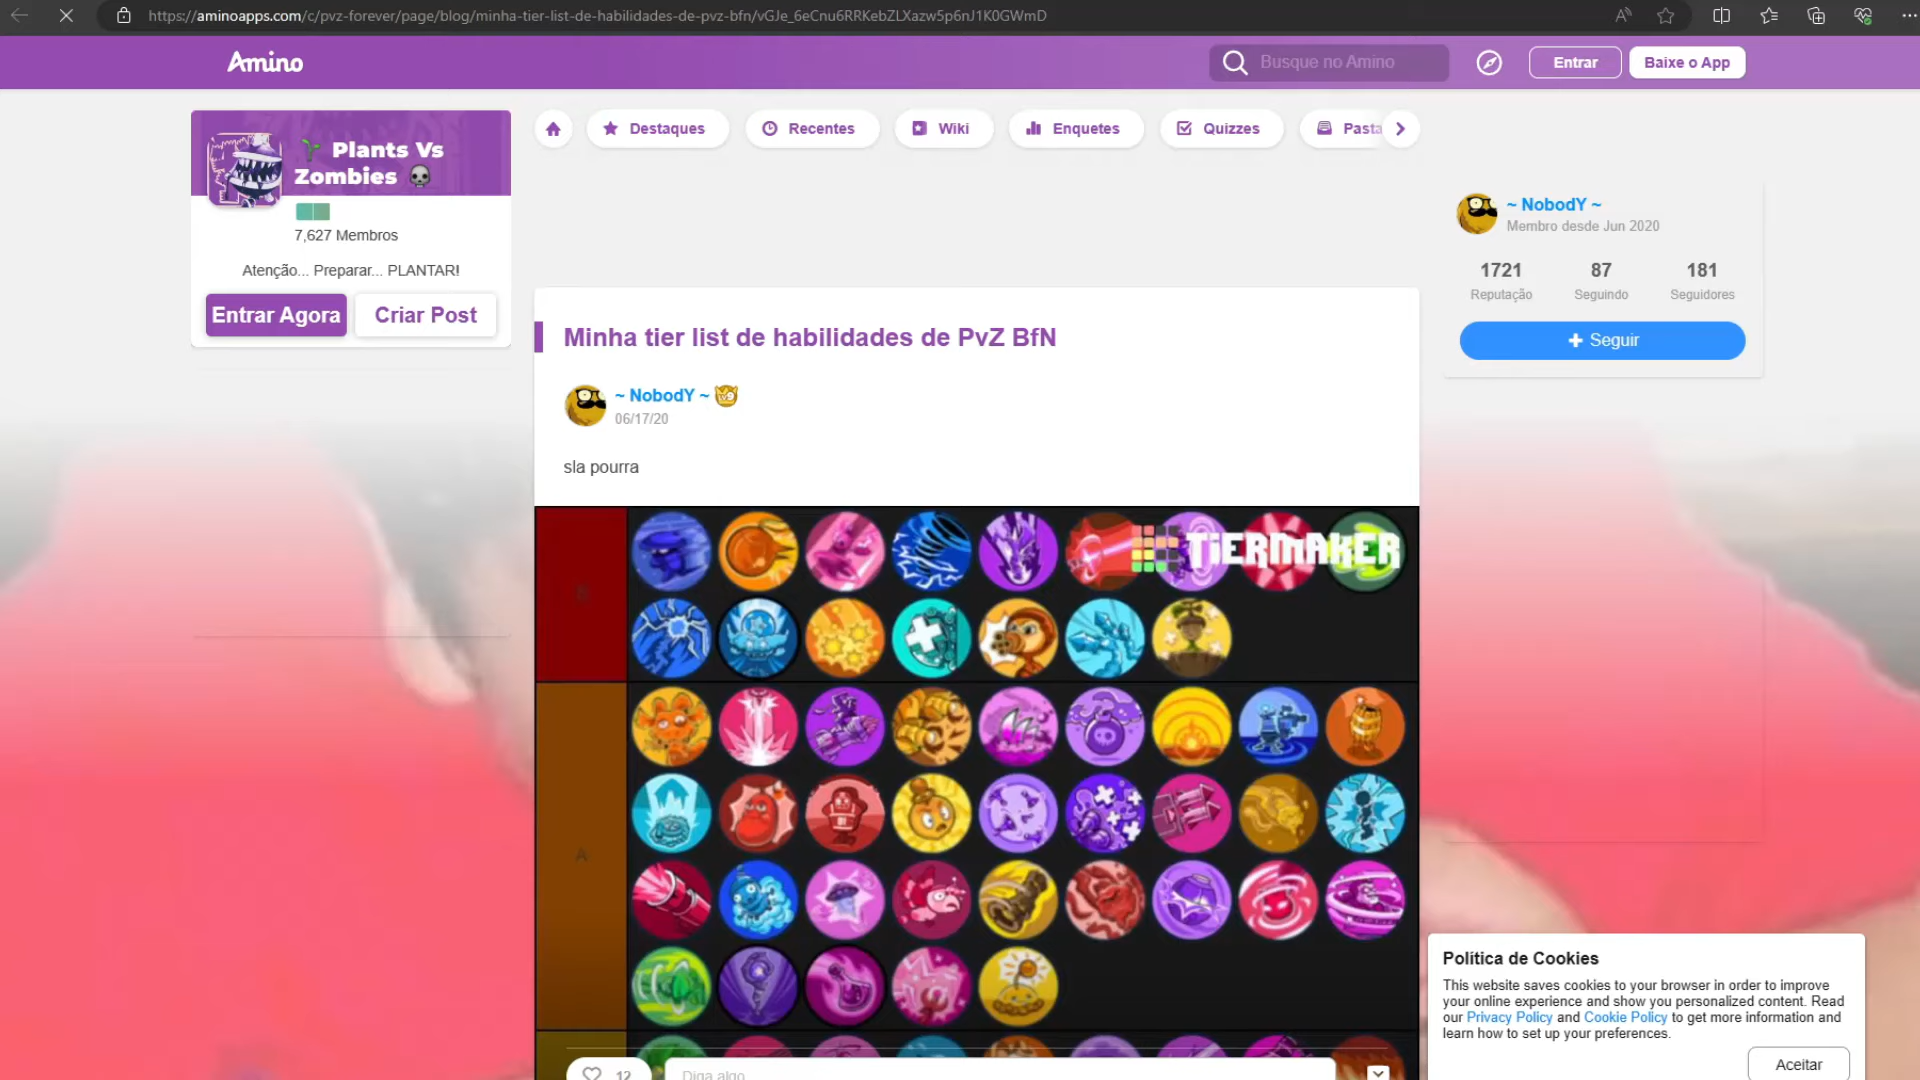 https://aminoapps.com/c/pvz-forever/page/blog/minha-tier-list-de-habilidades-de-pvz-bfn/vGJe_6eCnu6RRKebZLXazw5p6nJ1K0GWmD
Amino
Busque no Amino
Entrar
Baixe o App
Plants Vs
Zombies
7,627 Membros
Atenção... Preparar... PLANTAR!
Entrar Agora
Criar Post
Destaques
Recentes
Wiki
Enquetes
Quizzes
Pasta
~ NobodY ~
Membro desde Jun 2020
1721
87
181
Reputação
Seguindo
Seguidores
Seguir
Minha tier list de habilidades de PvZ BfN
~ NobodY ~
06/17/20
sla pourra
TiERMAKER
A
12
Diga algo
Política de Cookies
This website saves cookies to your browser in order to improve
your online experience and show you personalized content. Read
our Privacy Policy and Cookie Policy to get more information and
learn how to set up your preferences.
Aceitar